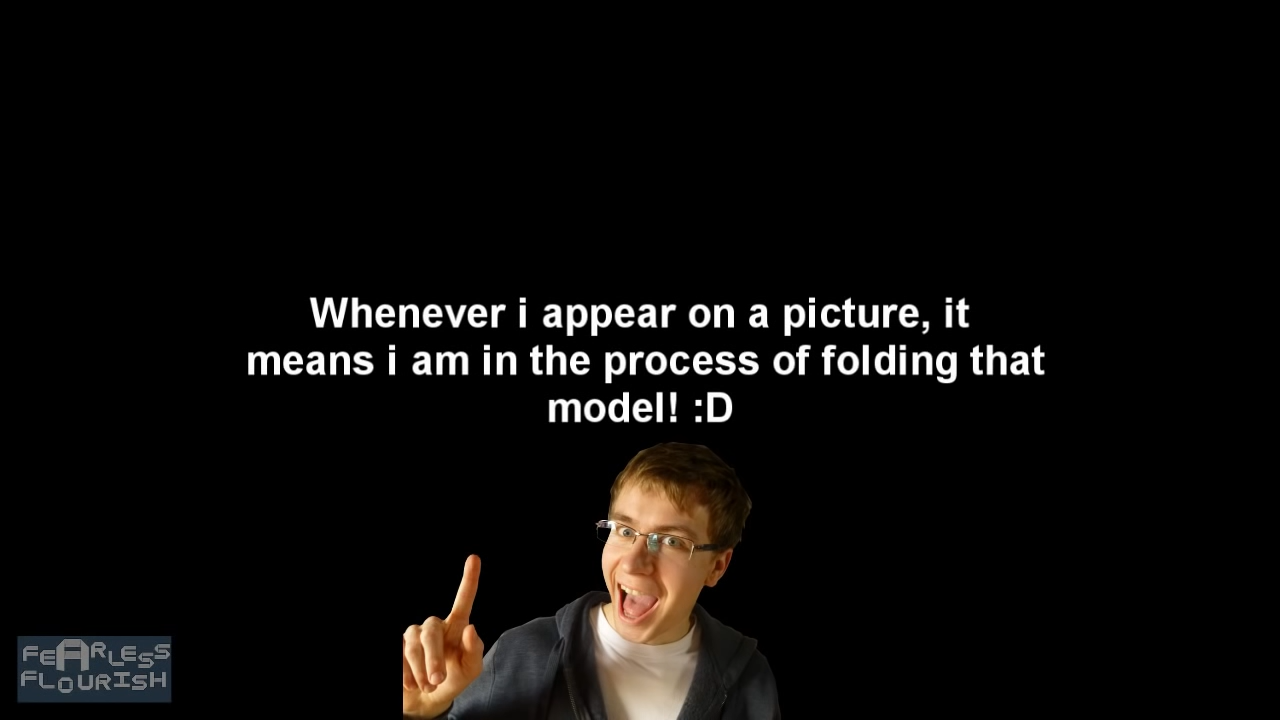 Whenever i appear on a picture, it
means i am in the process of folding that
model! :D
FEARLESS
FLOURISH